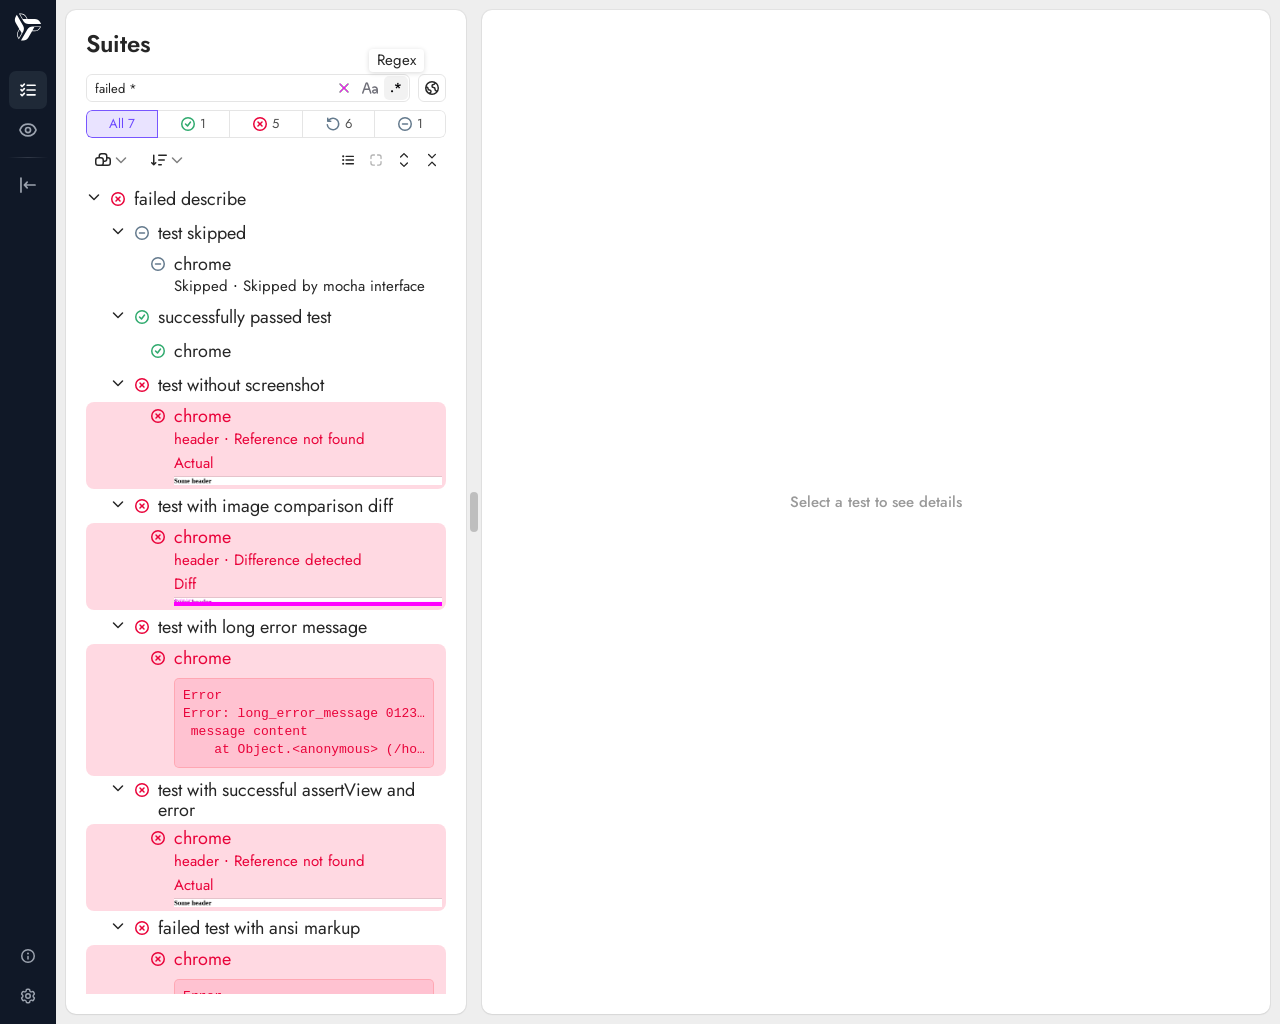 Suites
Regex
failed *
Aa
.*
All 7
1
5
6
1
failed describe
test skipped
chrome
Skipped · Skipped by mocha interface
successfully passed test
chrome
test without screenshot
chrome
header · Reference not found
Actual
Some header
test with image comparison diff
chrome
header · Difference detected
Diff
test with long error message
chrome
Error
Error: long_error_message 0123…
message content
at Object.<anonymous> (/ho…
test with successful assertView and
error
chrome
header · Reference not found
Actual
Some header
failed test with ansi markup
chrome
Error
Select a test to see details